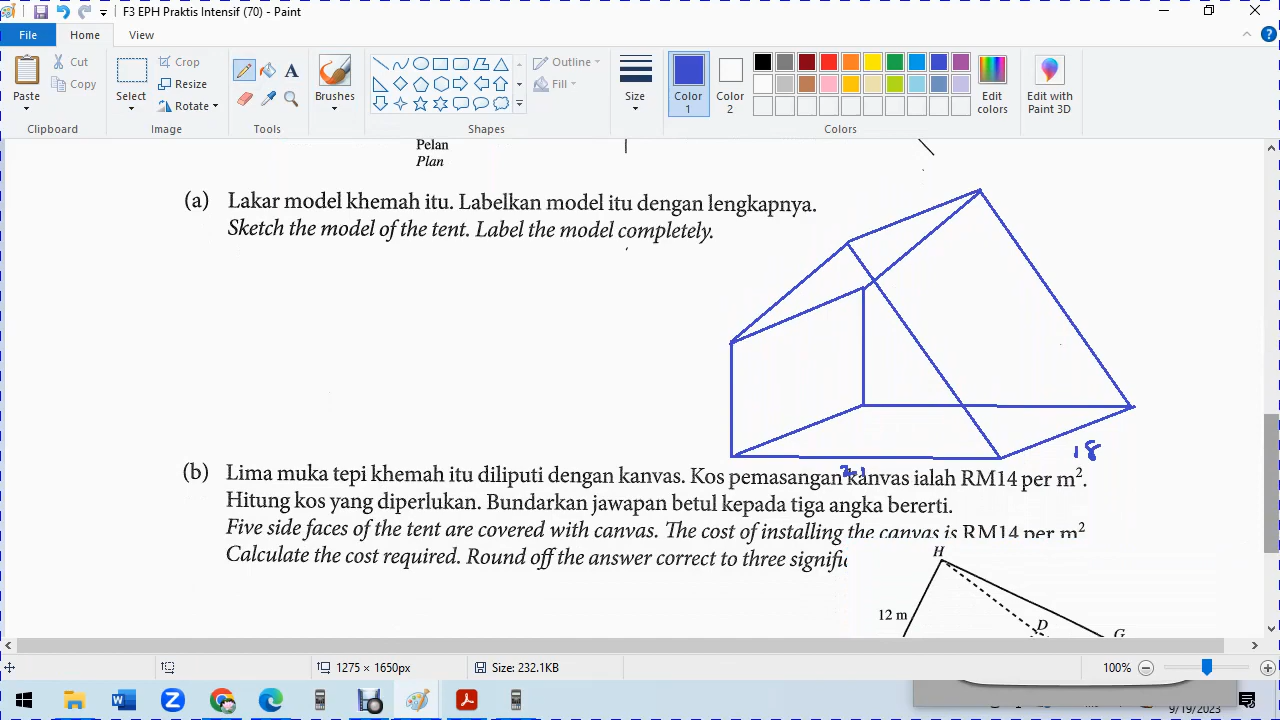 F3 EPH Praktis Intensif (70) - Paint
File Home View
Paste Cut Copy Clipboard
Select Crop Resize Rotate Image
Tools
Brushes
Outline Fill Shapes
Size
Color 1 Color 2 Edit colors Colors
Edit with Paint 3D
Pelan
Plan
(a) Lakar model khemah itu. Labelkan model itu dengan lengkapnya.
Sketch the model of the tent. Label the model completely.
18
21
(b) Lima muka tepi khemah itu diliputi dengan kanvas. Kos pemasangan kanvas ialah RM14 per m².
Hitung kos yang diperlukan. Bundarkan jawapan betul kepada tiga angka bererti.
Five side faces of the tent are covered with canvas. The cost of installing the canvas is RM14 per m²
Calculate the cost required. Round off the answer correct to three signific
H
12 m
D
G
1275 × 1650px Size: 232.1KB 100%
9/19/2023